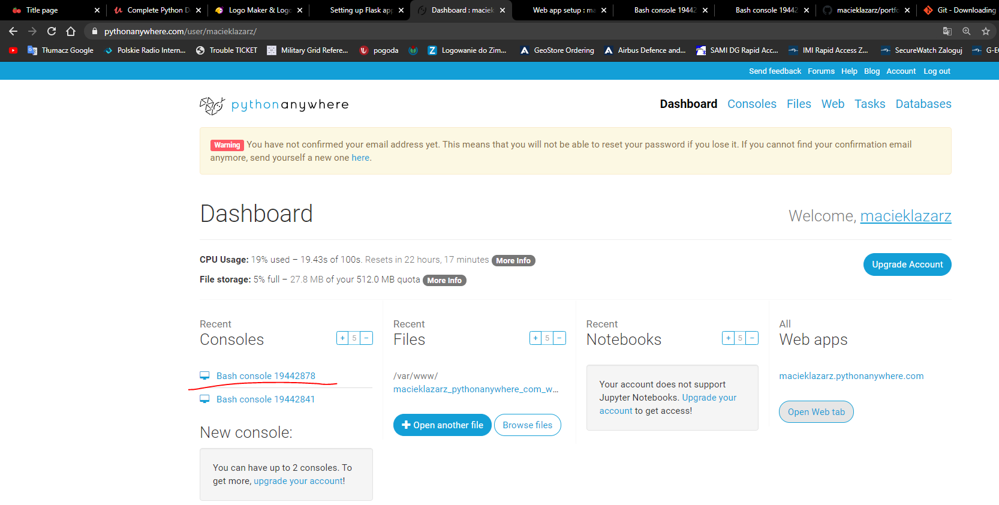 Title page
Complete Python D
Logo Maker & Logo
Setting up Flask app
Dashboard : maciek
Web app setup : ma
Bash console 19442
Bash console 19442
macieklazarz/portfo
Git - Downloading
pythonanywhere.com/user/macieklazarz/
Tłumacz Google
Polskie Radio Intern...
Trouble TICKET
Military Grid Refere...
pogoda
Logowanie do Zim...
GeoStore Ordering
Airbus Defence and...
SAMI DG Rapid Acc...
IMI Rapid Access Z...
SecureWatch Zaloguj
G-E
Send feedback Forums Help Blog Account Log out
pythonanywhere
Dashboard Consoles Files Web Tasks Databases
Warning You have not confirmed your email address yet. This means that you will not be able to reset your password if you lose it. If you cannot find your confirmation email
anymore, send yourself a new one here.
Dashboard
Welcome, macieklazarz
CPU Usage: 19% used – 19.43s of 100s. Resets in 22 hours, 17 minutes More Info
Upgrade Account
File storage: 5% full – 27.8 MB of your 512.0 MB quota More Info
Recent
Consoles
+ 5 −
Bash console 19442878
Bash console 19442841
New console:
You can have up to 2 consoles. To
get more, upgrade your account!
Recent
Files
+ 5 −
/var/www/
macieklazarz_pythonanywhere_com_w...
+ Open another file
Browse files
Recent
Notebooks
+ 5 −
Your account does not support
Jupyter Notebooks. Upgrade your
account to get access!
All
Web apps
macieklazarz.pythonanywhere.com
Open Web tab